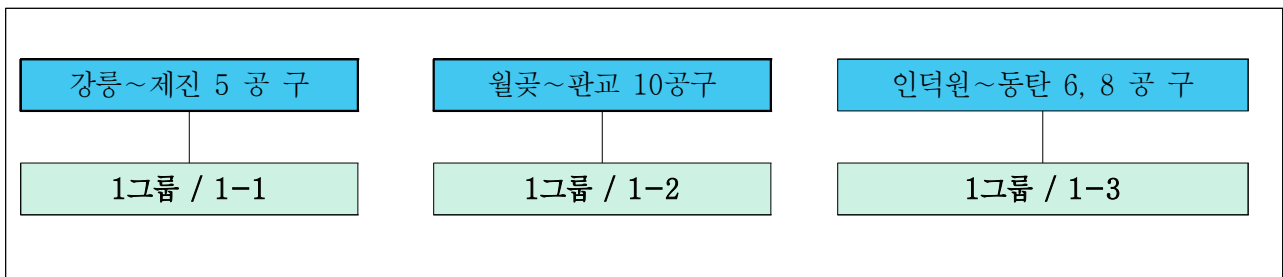 강릉~제진 5 공 구
월곶~판교 10공구
인덕원~동탄 6, 8 공 구
1그룹 / 1-1
1그룹 / 1-2
1그룹 / 1-3